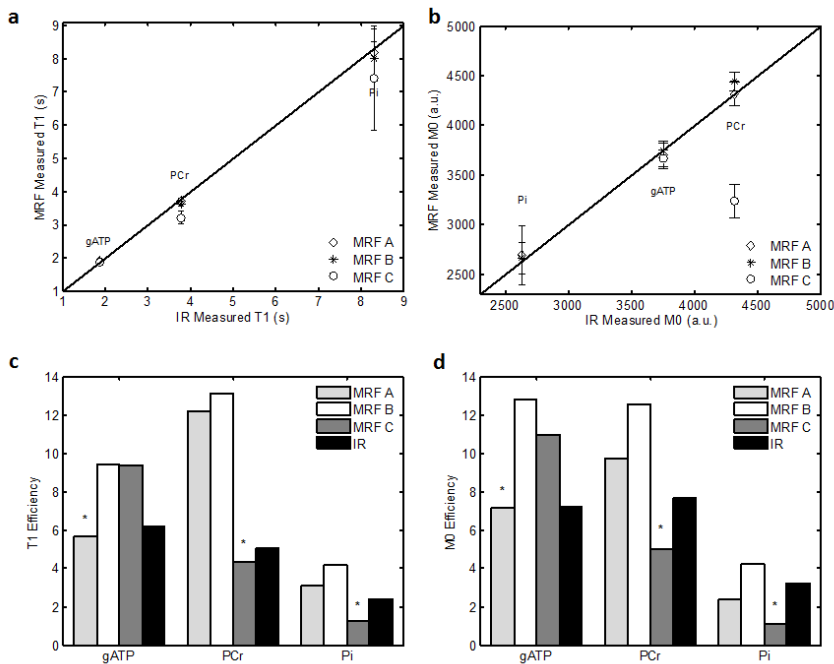 a
MRF Measured T1 (s)
9
8
7
6
5
4
3
2
1
gATP
PCr
Pi
MRF A
MRF B
MRF C
1 2 3 4 5 6 7 8 9
IR Measured T1 (s)
b
MRF Measured M0 (a.u.)
5000
4500
4000
3500
3000
2500
Pi
gATP
PCr
MRF A
MRF B
MRF C
2500 3000 3500 4000 4500 5000
IR Measured M0 (a.u.)
c
T1 Efficiency
14
12
10
8
6
4
2
0
MRF A
MRF B
MRF C
IR
*
*
*
gATP PCr Pi
d
M0 Efficiency
14
12
10
8
6
4
2
0
MRF A
MRF B
MRF C
IR
*
*
*
gATP PCr Pi